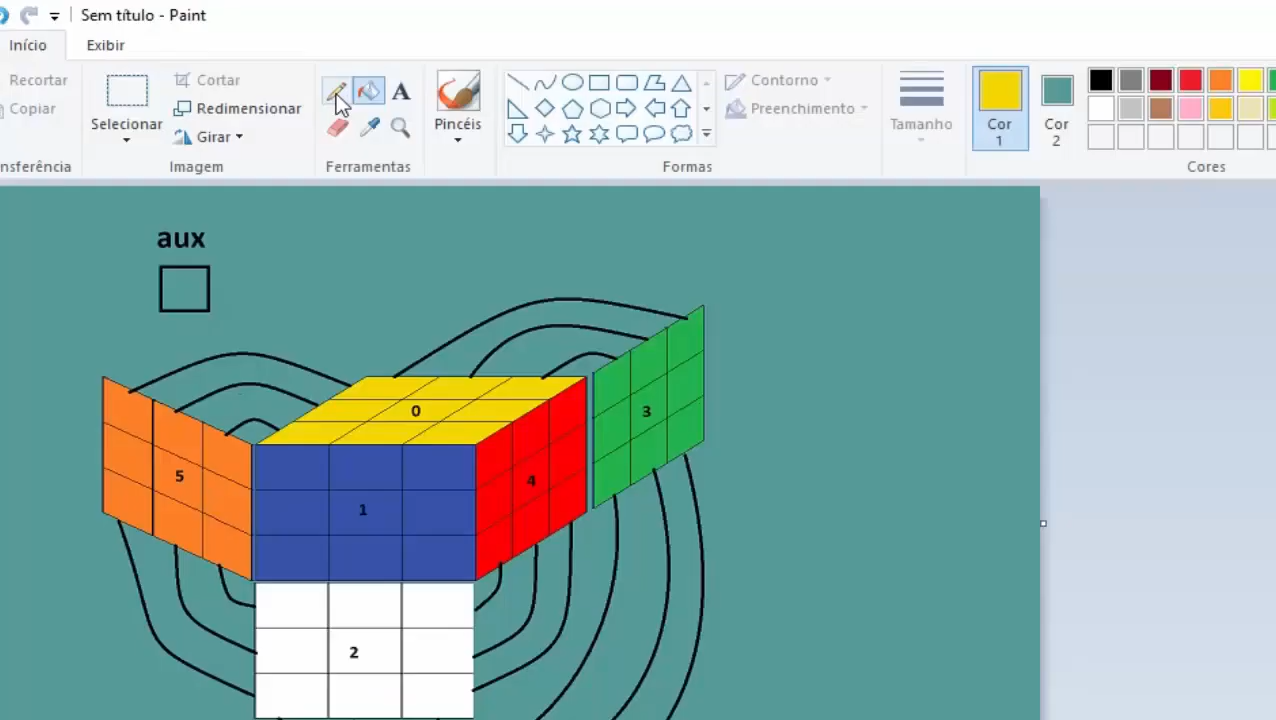 Sem título - Paint
Início Exibir
Recortar Cortar
Copiar Selecionar Redimensionar A Pincéis Contorno Preenchimento Tamanho Cor 1 Cor 2
Girar
nsferência Imagem Ferramentas Formas Cores
aux
0
3
5
4
1
2